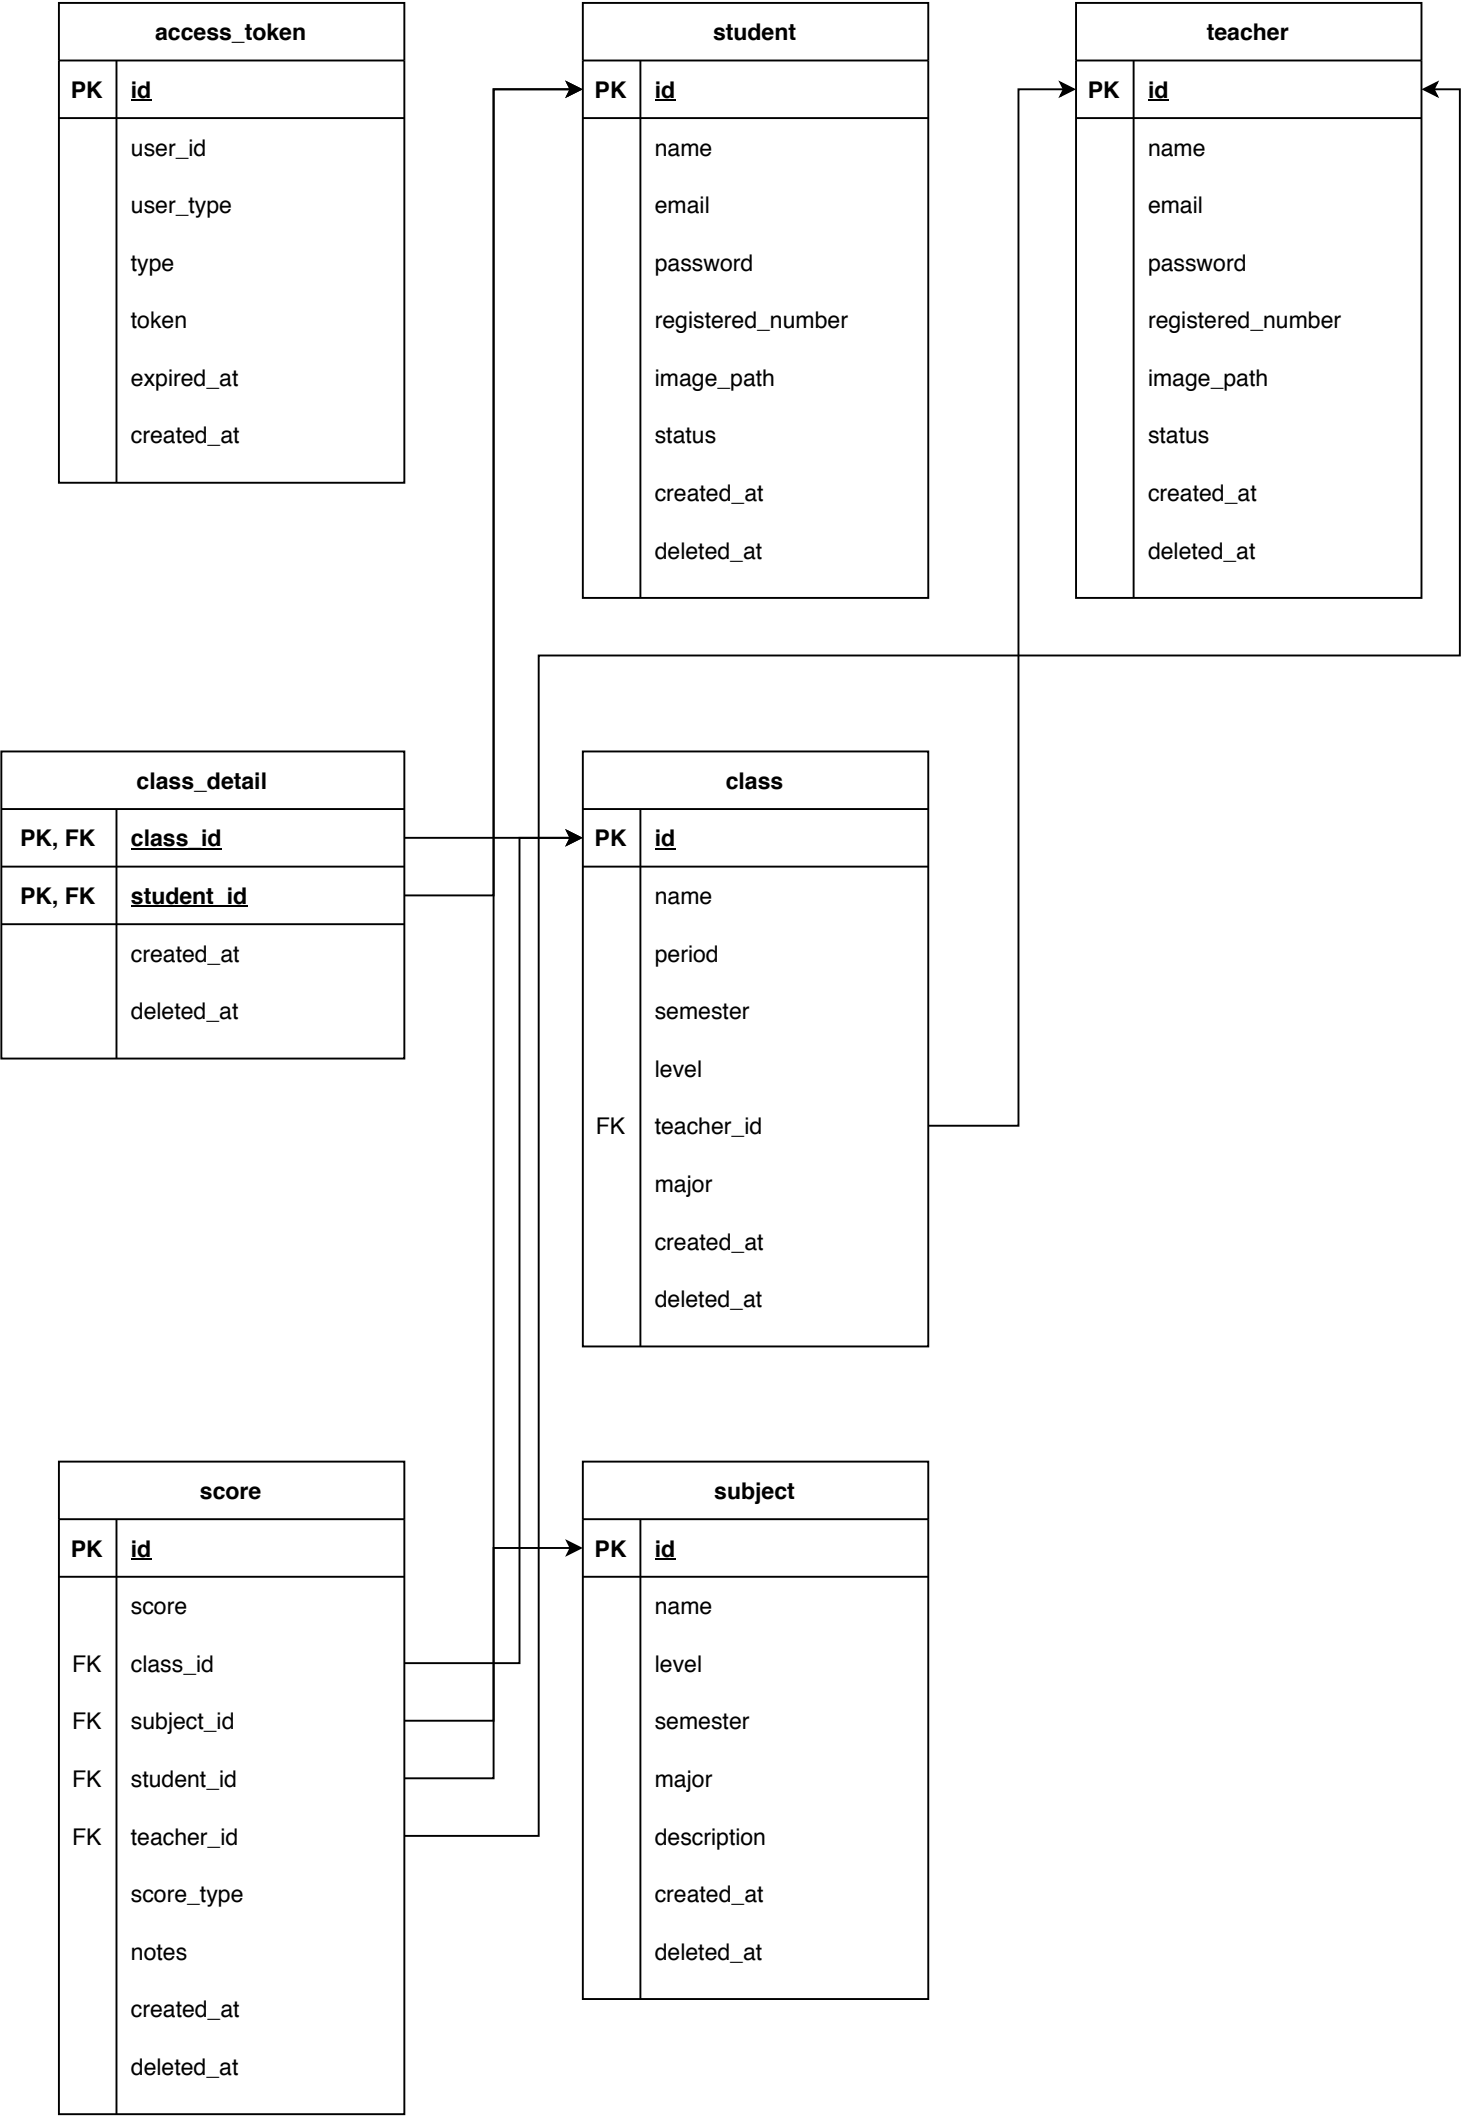 access_token
PK id
user_id
user_type
type
token
expired_at
created_at
student
PK id
name
email
password
registered_number
image_path
status
created_at
deleted_at
teacher
PK id
name
email
password
registered_number
image_path
status
created_at
deleted_at
class_detail
PK, FK class_id
PK, FK student_id
created_at
deleted_at
class
PK id
name
period
semester
level
FK teacher_id
major
created_at
deleted_at
score
PK id
score
FK class_id
FK subject_id
FK student_id
FK teacher_id
score_type
notes
created_at
deleted_at
subject
PK id
name
level
semester
major
description
created_at
deleted_at